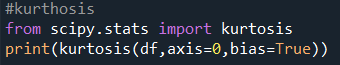 #kurthosis
from scipy.stats import kurtosis
print(kurtosis(df,axis=0,bias=True))